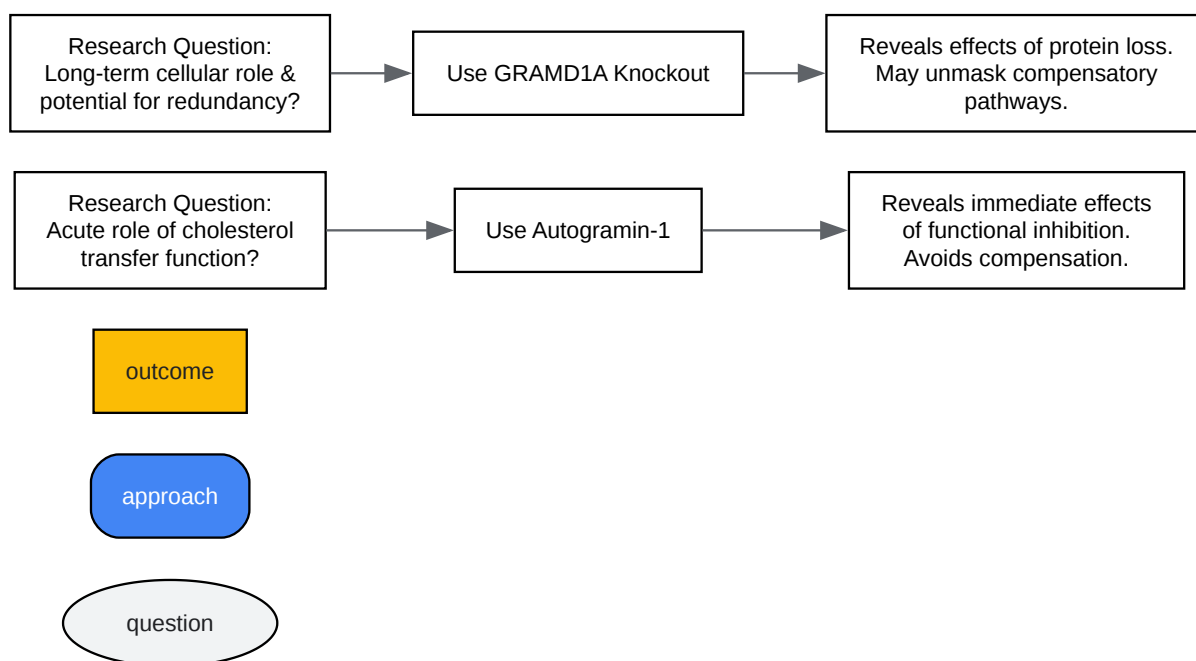 Research Question:
Long-term cellular role &
potential for redundancy?
Use GRAMD1A Knockout
Reveals effects of protein loss.
May unmask compensatory
pathways.
Research Question:
Acute role of cholesterol
transfer function?
Use Autogramin-1
Reveals immediate effects
of functional inhibition.
Avoids compensation.
outcome
approach
question